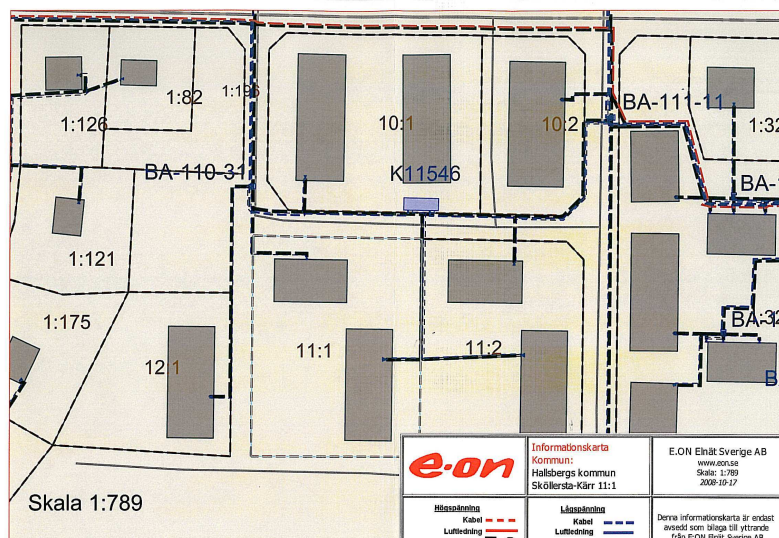 1:82
1:196
1:126
10:1
10:2
BA-111-11
1:32
BA-110-31
K11546
BA-1
1:121
1:175
11:1
11:2
12:1
BA-1
:32
B
Skala 1:789
e·on
Informationskarta
Kommun:
Hallsbergs kommun
Sköllersta-Kärr 11:1
E.ON Elnät Sverige AB
www.eon.se
Skala: 1:789
2008-10-17
Högspänning
Kabel
Luftledning
Lågspänning
Kabel
Luftledning
Denna informationskarta är endast
avsedd som bilaga till yttrande
från E:ON Elnät Sverige AB